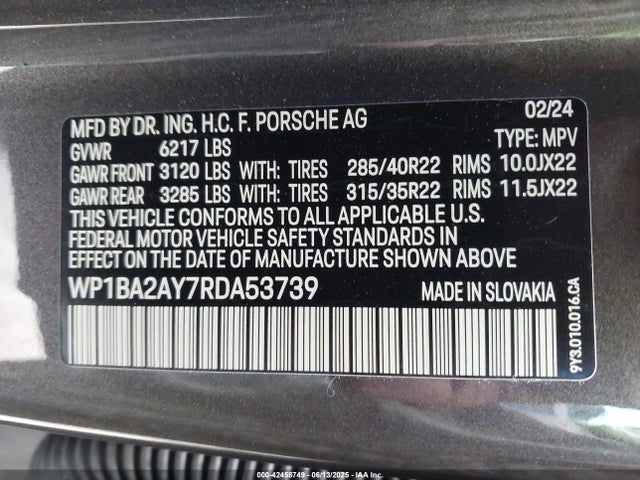 02/24
MFD BY DR. ING. H.C. F. PORSCHE AG
GVWR 6217 LBS TYPE: MPV
GAWR FRONT 3120 LBS WITH: TIRES 285/40R22 RIMS 10.0JX22
GAWR REAR 3285 LBS WITH: TIRES 315/35R22 RIMS 11.5JX22
THIS VEHICLE CONFORMS TO ALL APPLICABLE U.S.
FEDERAL MOTOR VEHICLE SAFETY STANDARDS IN
EFFECT ON THE DATE OF MANUFACTURE SHOWN ABOVE
WP1BA2AY7RDA53739 MADE IN SLOVAKIA
9Y3.010.016.CA
000-42458749 - 06/13/2025 - IAA Inc.